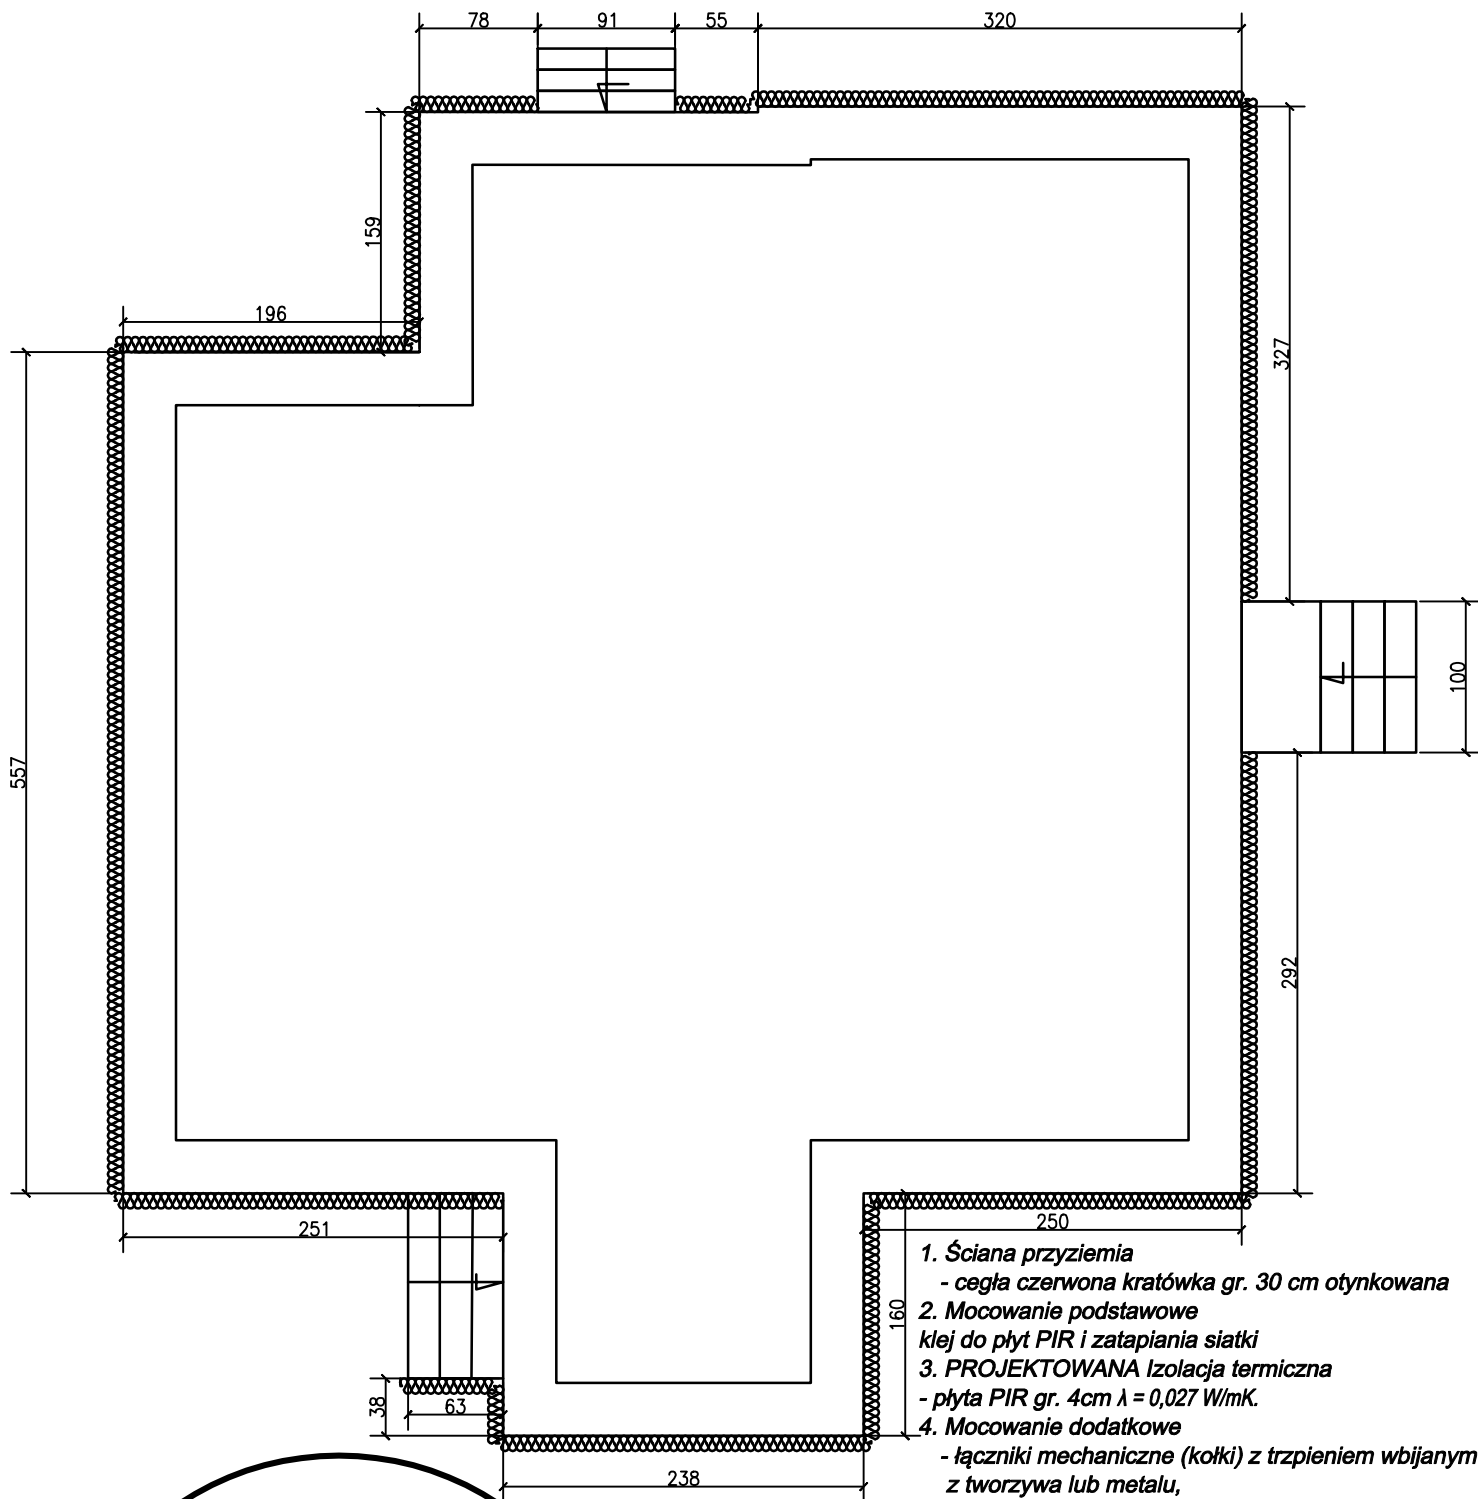 78 91 55 320
159
196
327
100
557
292
251
250
1. Ściana przyziemia
- cegła czerwona kratówka gr. 30 cm otynkowana
160
2. Mocowanie podstawowe
klej do płyt PIR i zatapiania siatki
3. PROJEKTOWANA Izolacja termiczna
- płyta PIR gr. 4cm λ = 0,027 W/mK.
38
63
4. Mocowanie dodatkowe
- łączniki mechaniczne (kołki) z trzpieniem wbijanym
238
z tworzywa lub metalu,